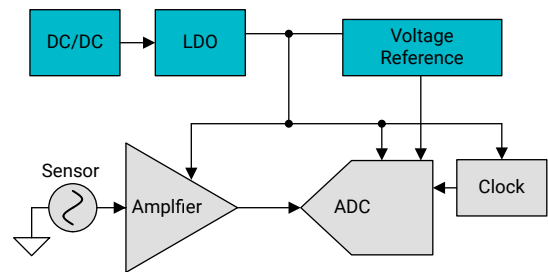 DC/DC
LDO
Voltage
Reference
Sensor
Amplfier
ADC
Clock